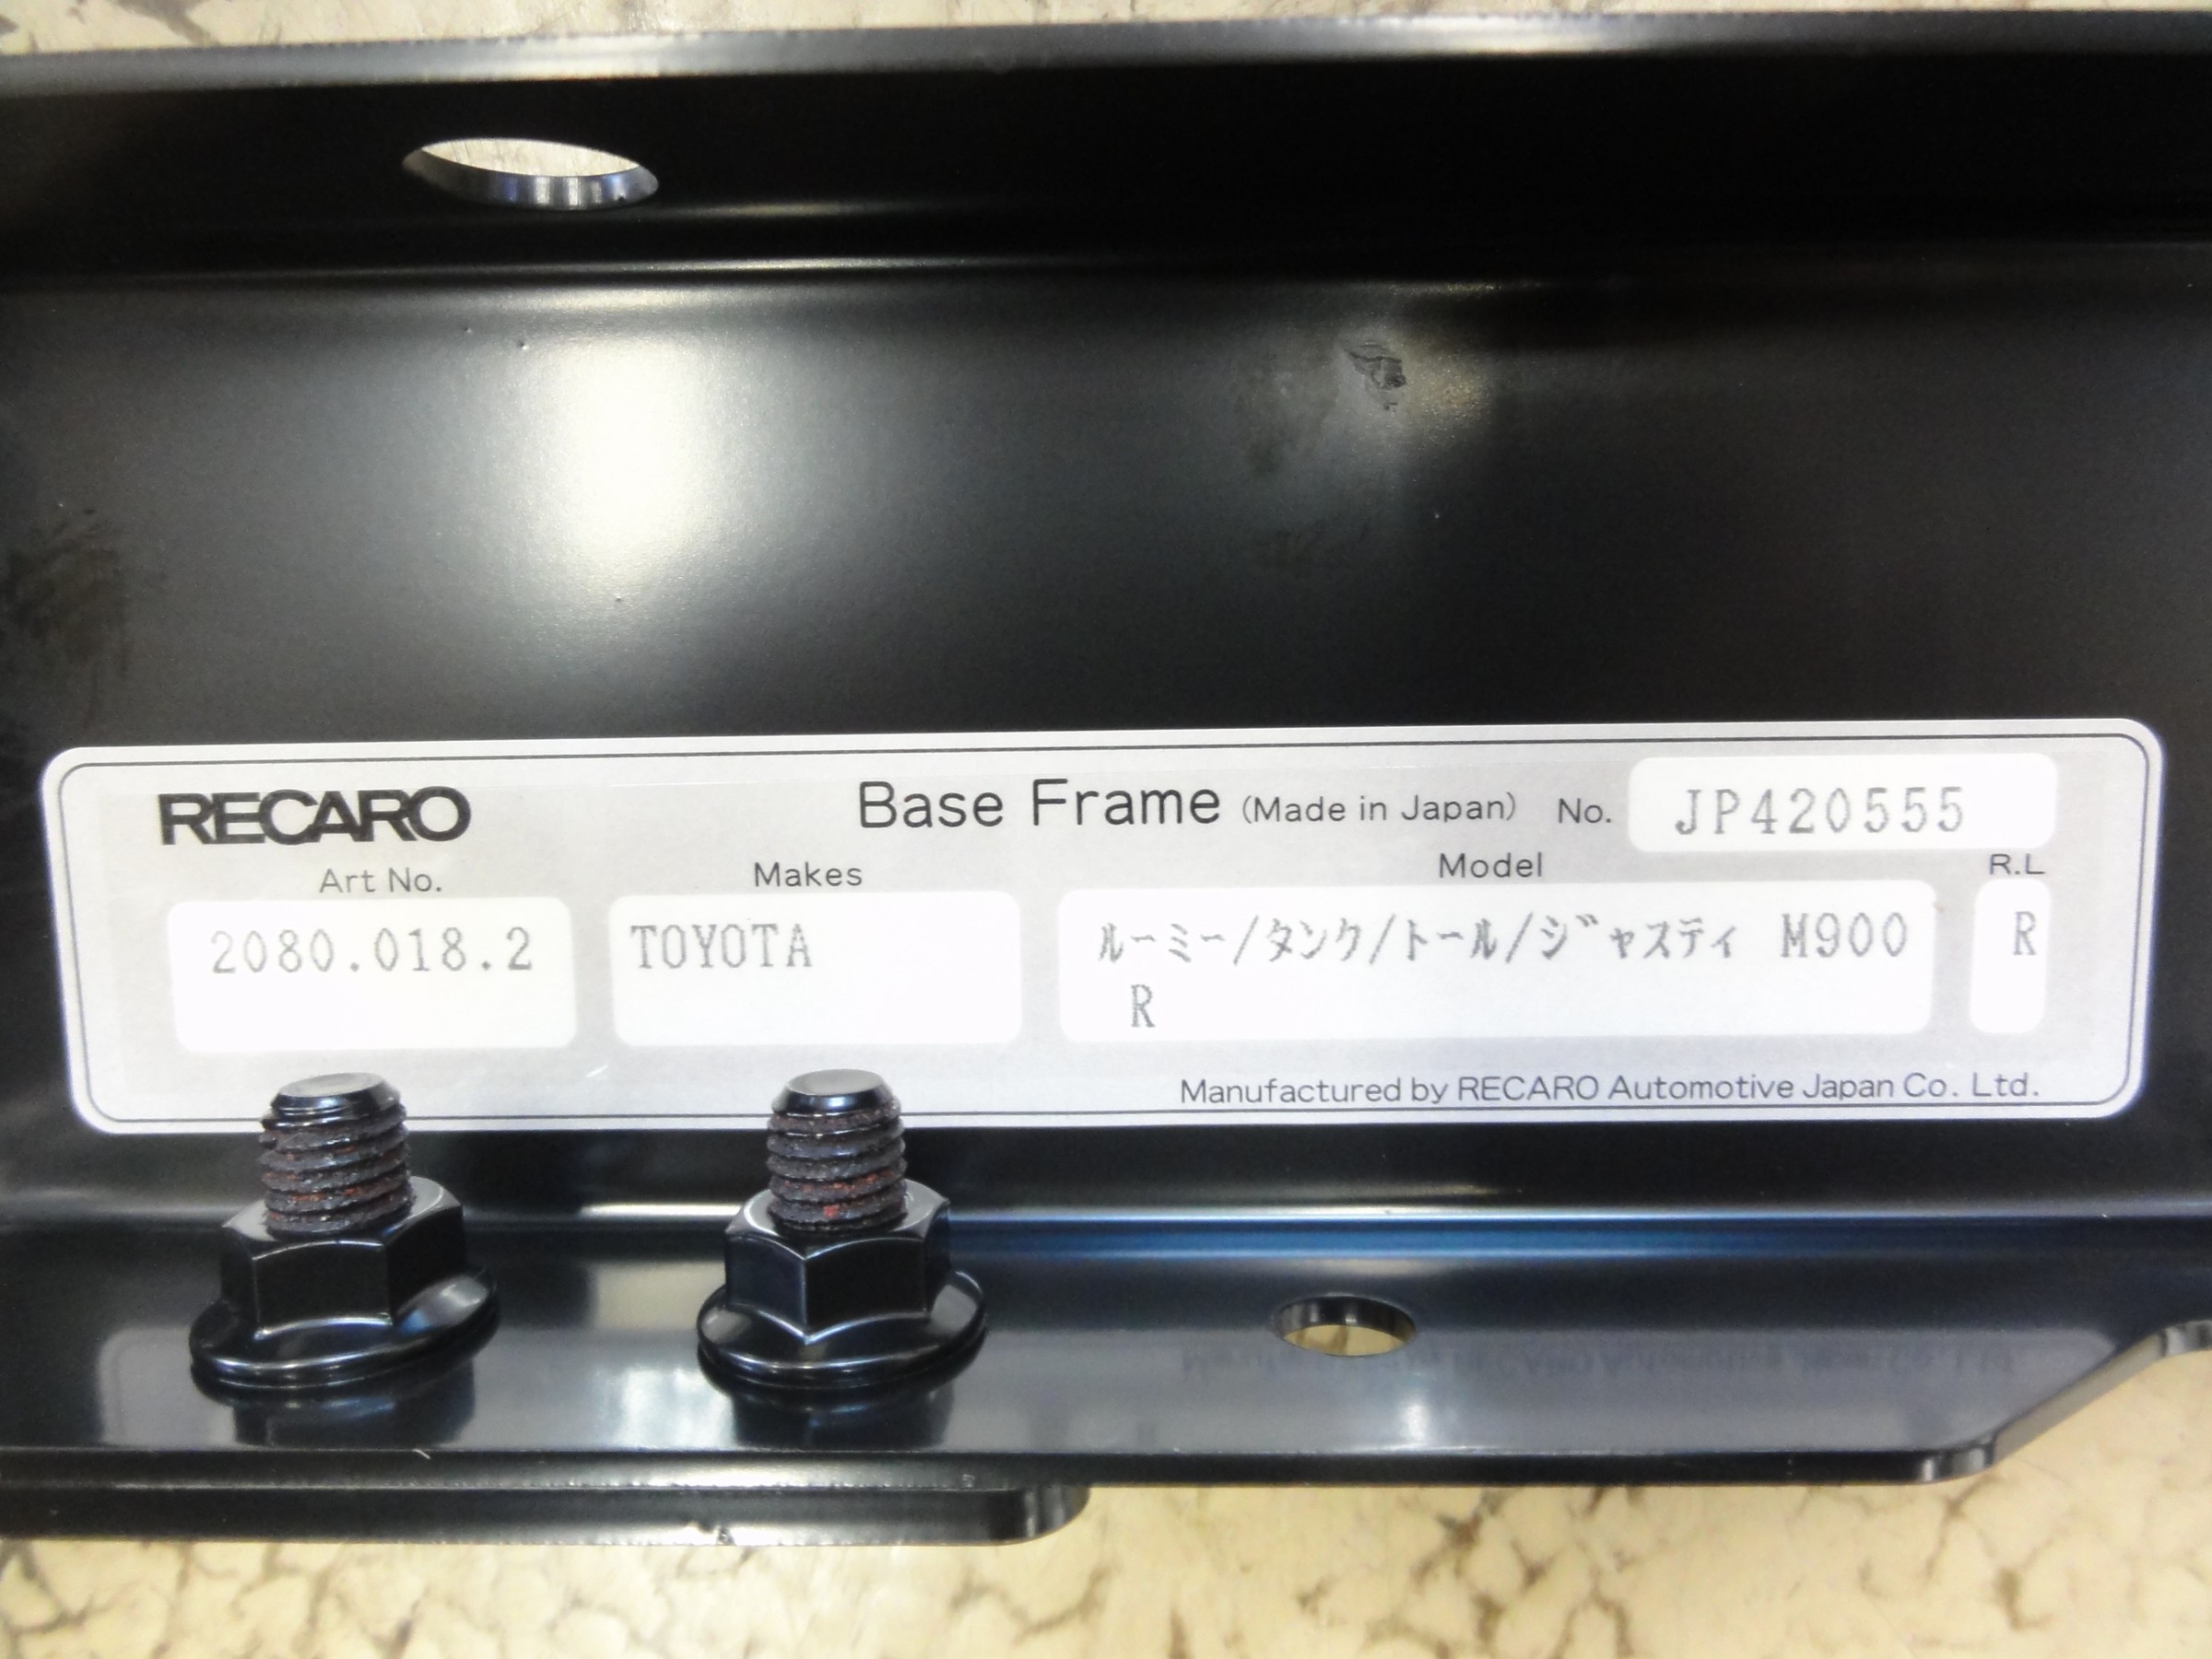 RECARO Base Frame (Made in Japan) No. JP420555
Art No. Makes Model R.L
2080.018.2 TOYOTA ルーミー/タンク/トール/ジャスティ M900 R
R
Manufactured by RECARO Automotive Japan Co. Ltd.